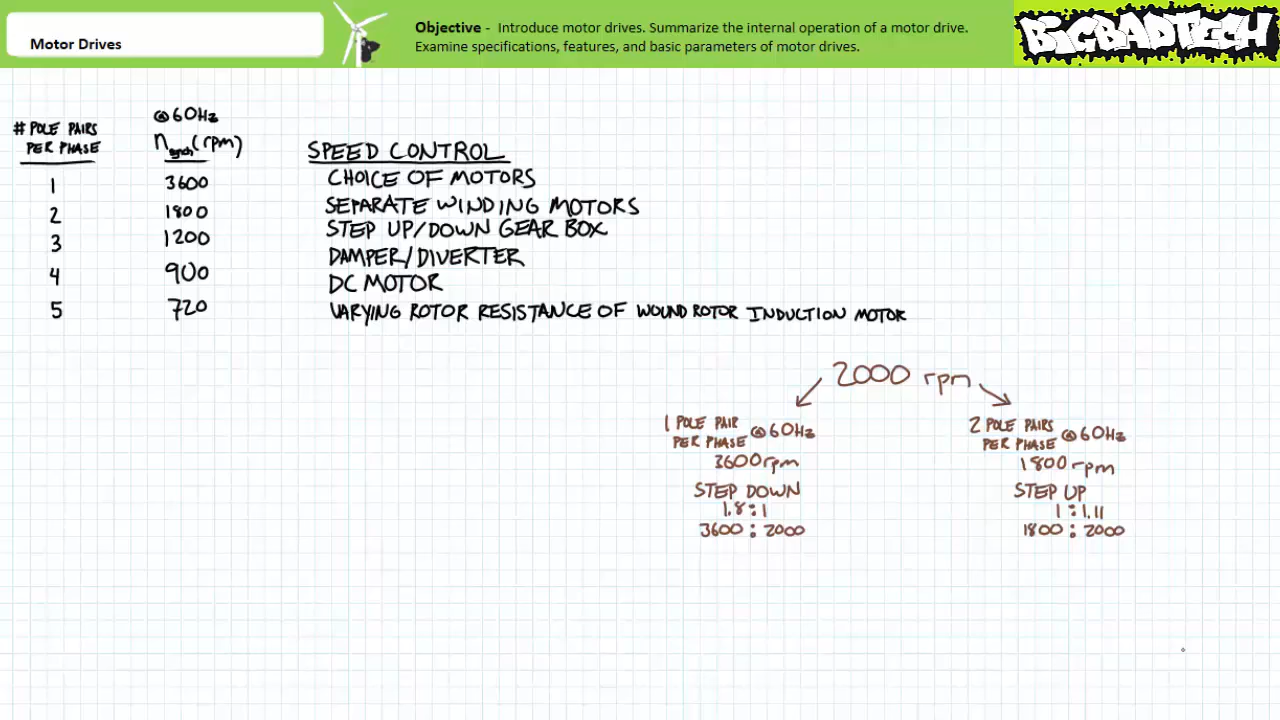 Motor Drives
Objective - Introduce motor drives. Summarize the internal operation of a motor drive.
Examine specifications, features, and basic parameters of motor drives.
BIGBADTECH
# POLE PAIRS
PER PHASE
1
2
3
4
5
@60Hz
nsynch(rpm)
3600
1800
1200
900
720
SPEED CONTROL
CHOICE OF MOTORS
SEPARATE WINDING MOTORS
STEP UP/DOWN GEAR BOX
DAMPER/DIVERTER
DC MOTOR
VARYING ROTOR RESISTANCE OF WOUND ROTOR INDUCTION MOTOR
2000 rpm
1 POLE PAIR
PER PHASE @60Hz
3600rpm
STEP DOWN
1.8:1
3600:2000
2 POLE PAIRS
PER PHASE @60Hz
1800 rpm
STEP UP
1:1.11
1800:2000